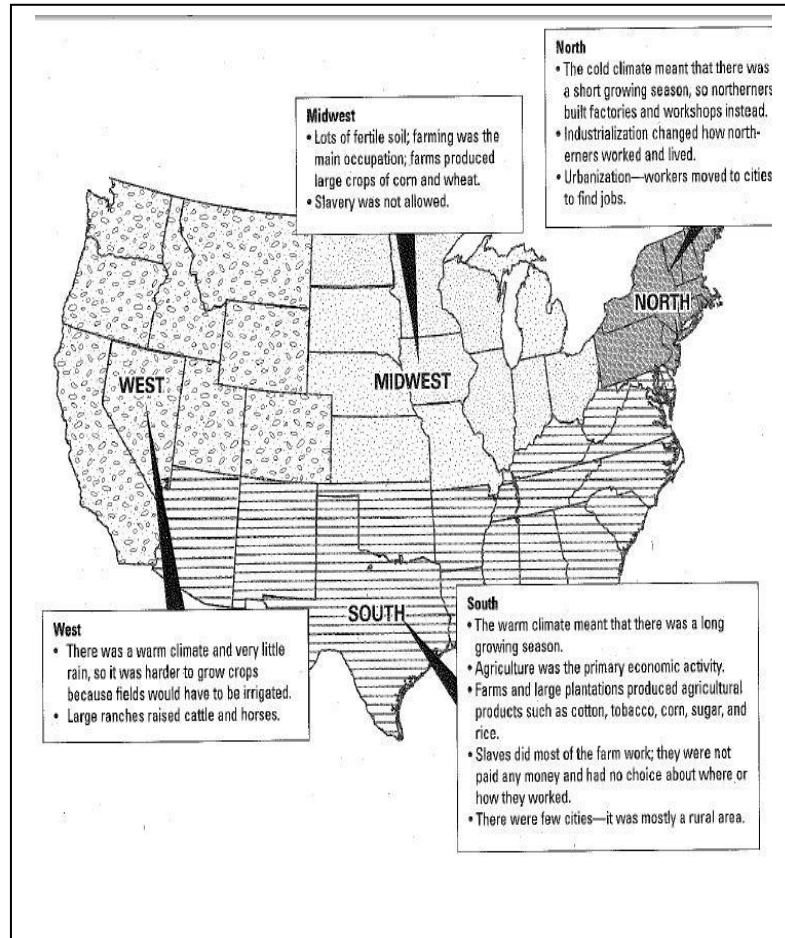 North
• The cold climate meant that there was
a short growing season, so northerners
built factories and workshops instead.
• Industrialization changed how north-
erners worked and lived.
• Urbanization—workers moved to cities
to find jobs.
Midwest
• Lots of fertile soil; farming was the
main occupation; farms produced
large crops of corn and wheat.
• Slavery was not allowed.
NORTH
WEST
MIDWEST
SOUTH
West
• There was a warm climate and very little
rain, so it was harder to grow crops
because fields would have to be irrigated.
• Large ranches raised cattle and horses.
South
• The warm climate meant that there was a long
growing season.
• Agriculture was the primary economic activity.
• Farms and large plantations produced agricultural
products such as cotton, tobacco, corn, sugar, and
rice.
• Slaves did most of the farm work; they were not
paid any money and had no choice about where or
how they worked.
• There were few cities—it was mostly a rural area.